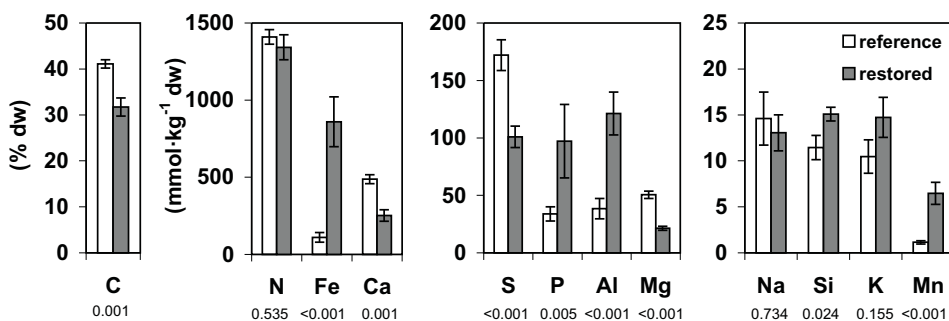 50
40
30
20
10
0
(% dw)
C
0.001
1500
1000
500
0
(mmol·kg⁻¹ dw)
N Fe Ca
0.535 <0.001 0.001
200
150
100
50
0
S P Al Mg
<0.001 0.005 <0.001 <0.001
25
20
15
10
5
0
reference
restored
Na Si K Mn
0.734 0.024 0.155 <0.001